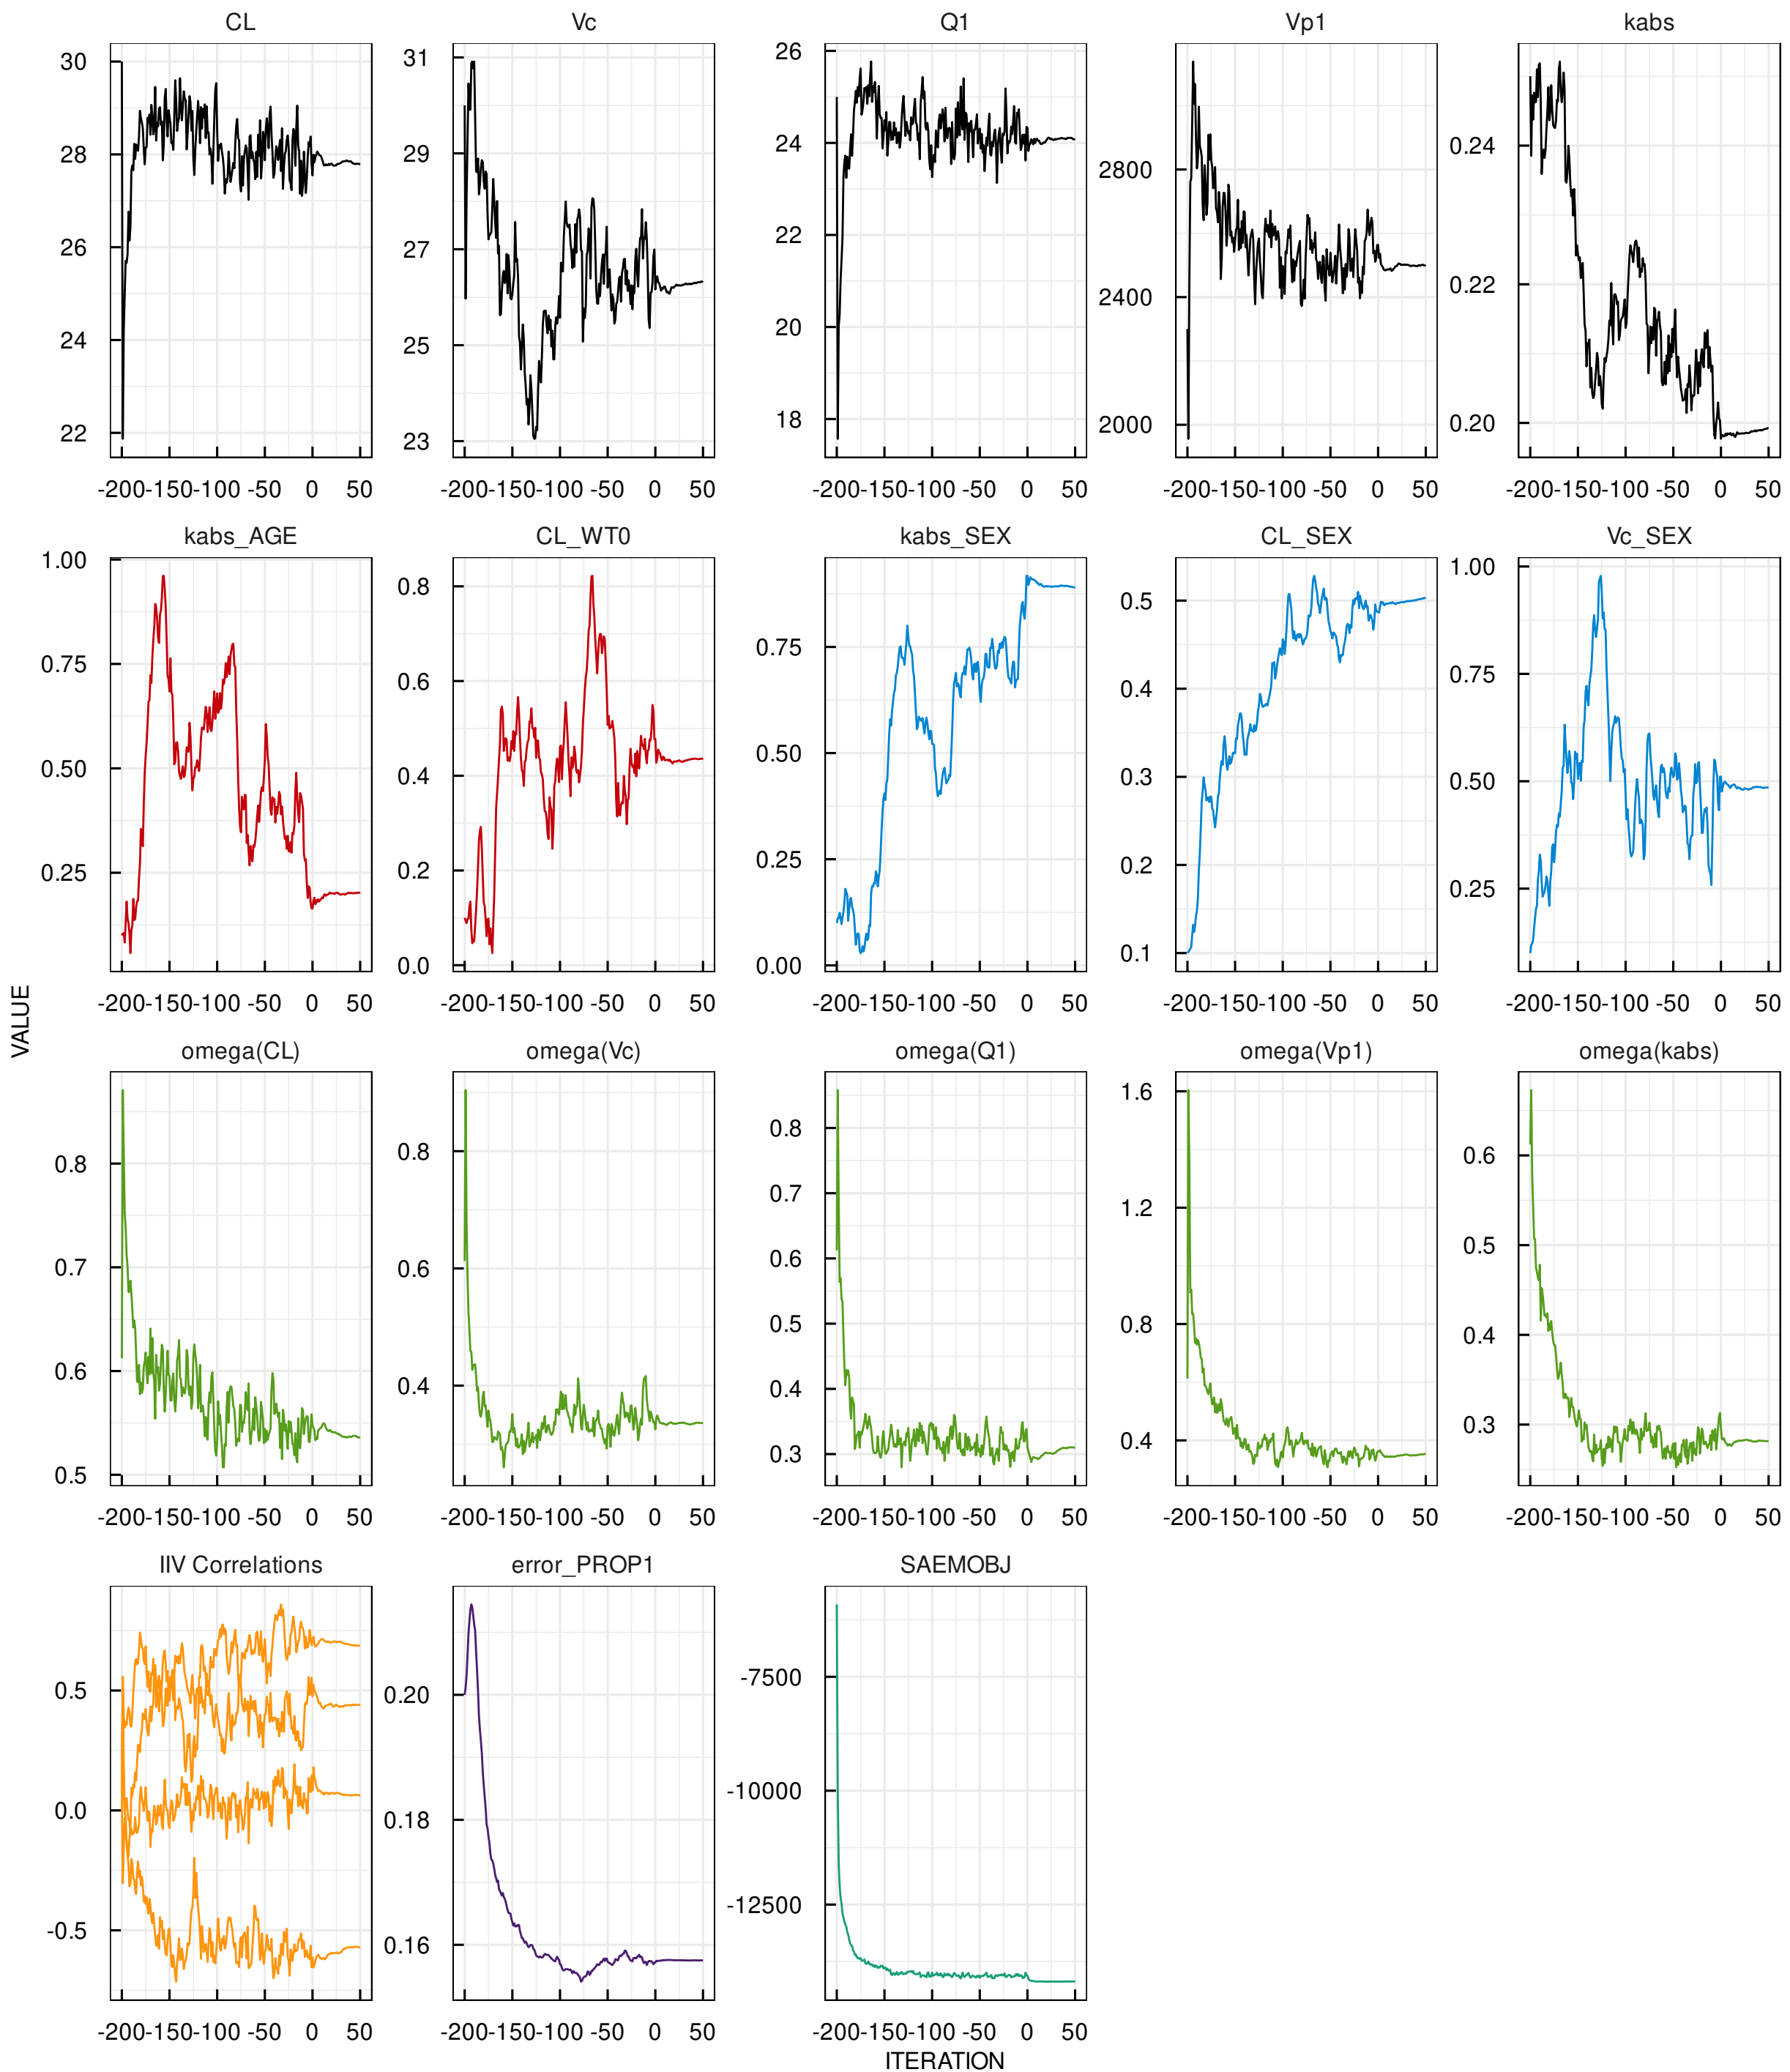 CL Vc Q1 Vp1 kabs
30 31 26
29 24 2800 0.24
28 27 22 0.22
26 25 20 2400
24 23 18 2000 0.20
22
-200 -150 -100 -50 0 50 -200 -150 -100 -50 0 50 -200 -150 -100 -50 0 50 -200 -150 -100 -50 0 50 -200 -150 -100 -50 0 50
kabs_AGE CL_WT0 kabs_SEX CL_SEX Vc_SEX
1.00 0.8 0.75 0.5 1.00
0.75 0.6 0.50 0.4 0.75
0.50 0.4 0.25 0.3 0.50
0.25 0.2 0.00 0.2 0.25
0.0 0.1
-200 -150 -100 -50 0 50 -200 -150 -100 -50 0 50 -200 -150 -100 -50 0 50 -200 -150 -100 -50 0 50 -200 -150 -100 -50 0 50
VALUE
omega(CL) omega(Vc) omega(Q1) omega(Vp1) omega(kabs)
0.8 0.8 0.8 1.6 0.6
0.7 0.6 0.7 1.2 0.5
0.6 0.4 0.6 0.8 0.4
0.5 0.5 0.4 0.3
0.4
0.3
-200 -150 -100 -50 0 50 -200 -150 -100 -50 0 50 -200 -150 -100 -50 0 50 -200 -150 -100 -50 0 50 -200 -150 -100 -50 0 50
IIV Correlations error_PROP1 SAEMOBJ
0.5 0.20 -7500
0.0 0.18 -10000
-0.5 0.16 -12500
-200 -150 -100 -50 0 50 -200 -150 -100 -50 0 50 -200 -150 -100 -50 0 50
ITERATION